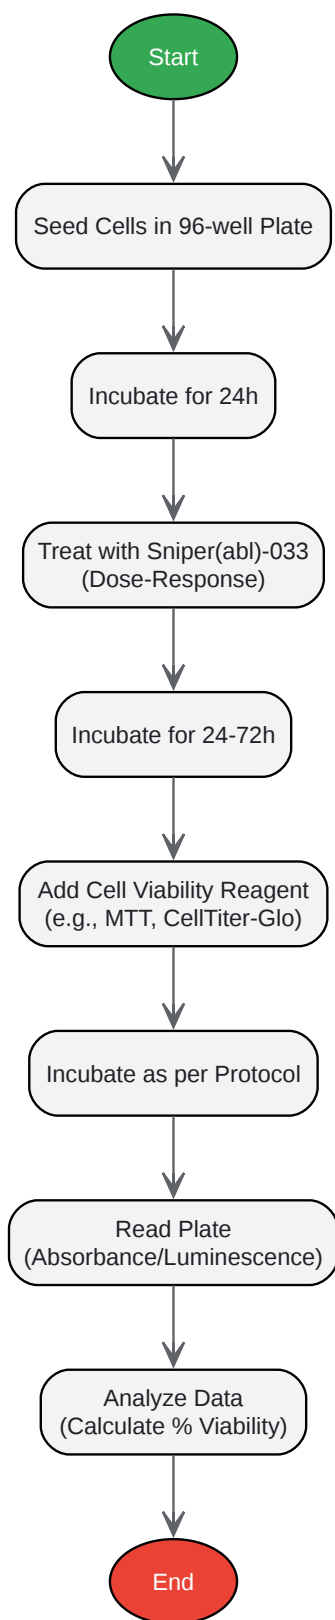 Start
Seed Cells in 96-well Plate
Incubate for 24h
Treat with Sniper(abl)-033
(Dose-Response)
Incubate for 24-72h
Add Cell Viability Reagent
(e.g., MTT, CellTiter-Glo)
Incubate as per Protocol
Read Plate
(Absorbance/Luminescence)
Analyze Data
(Calculate % Viability)
End